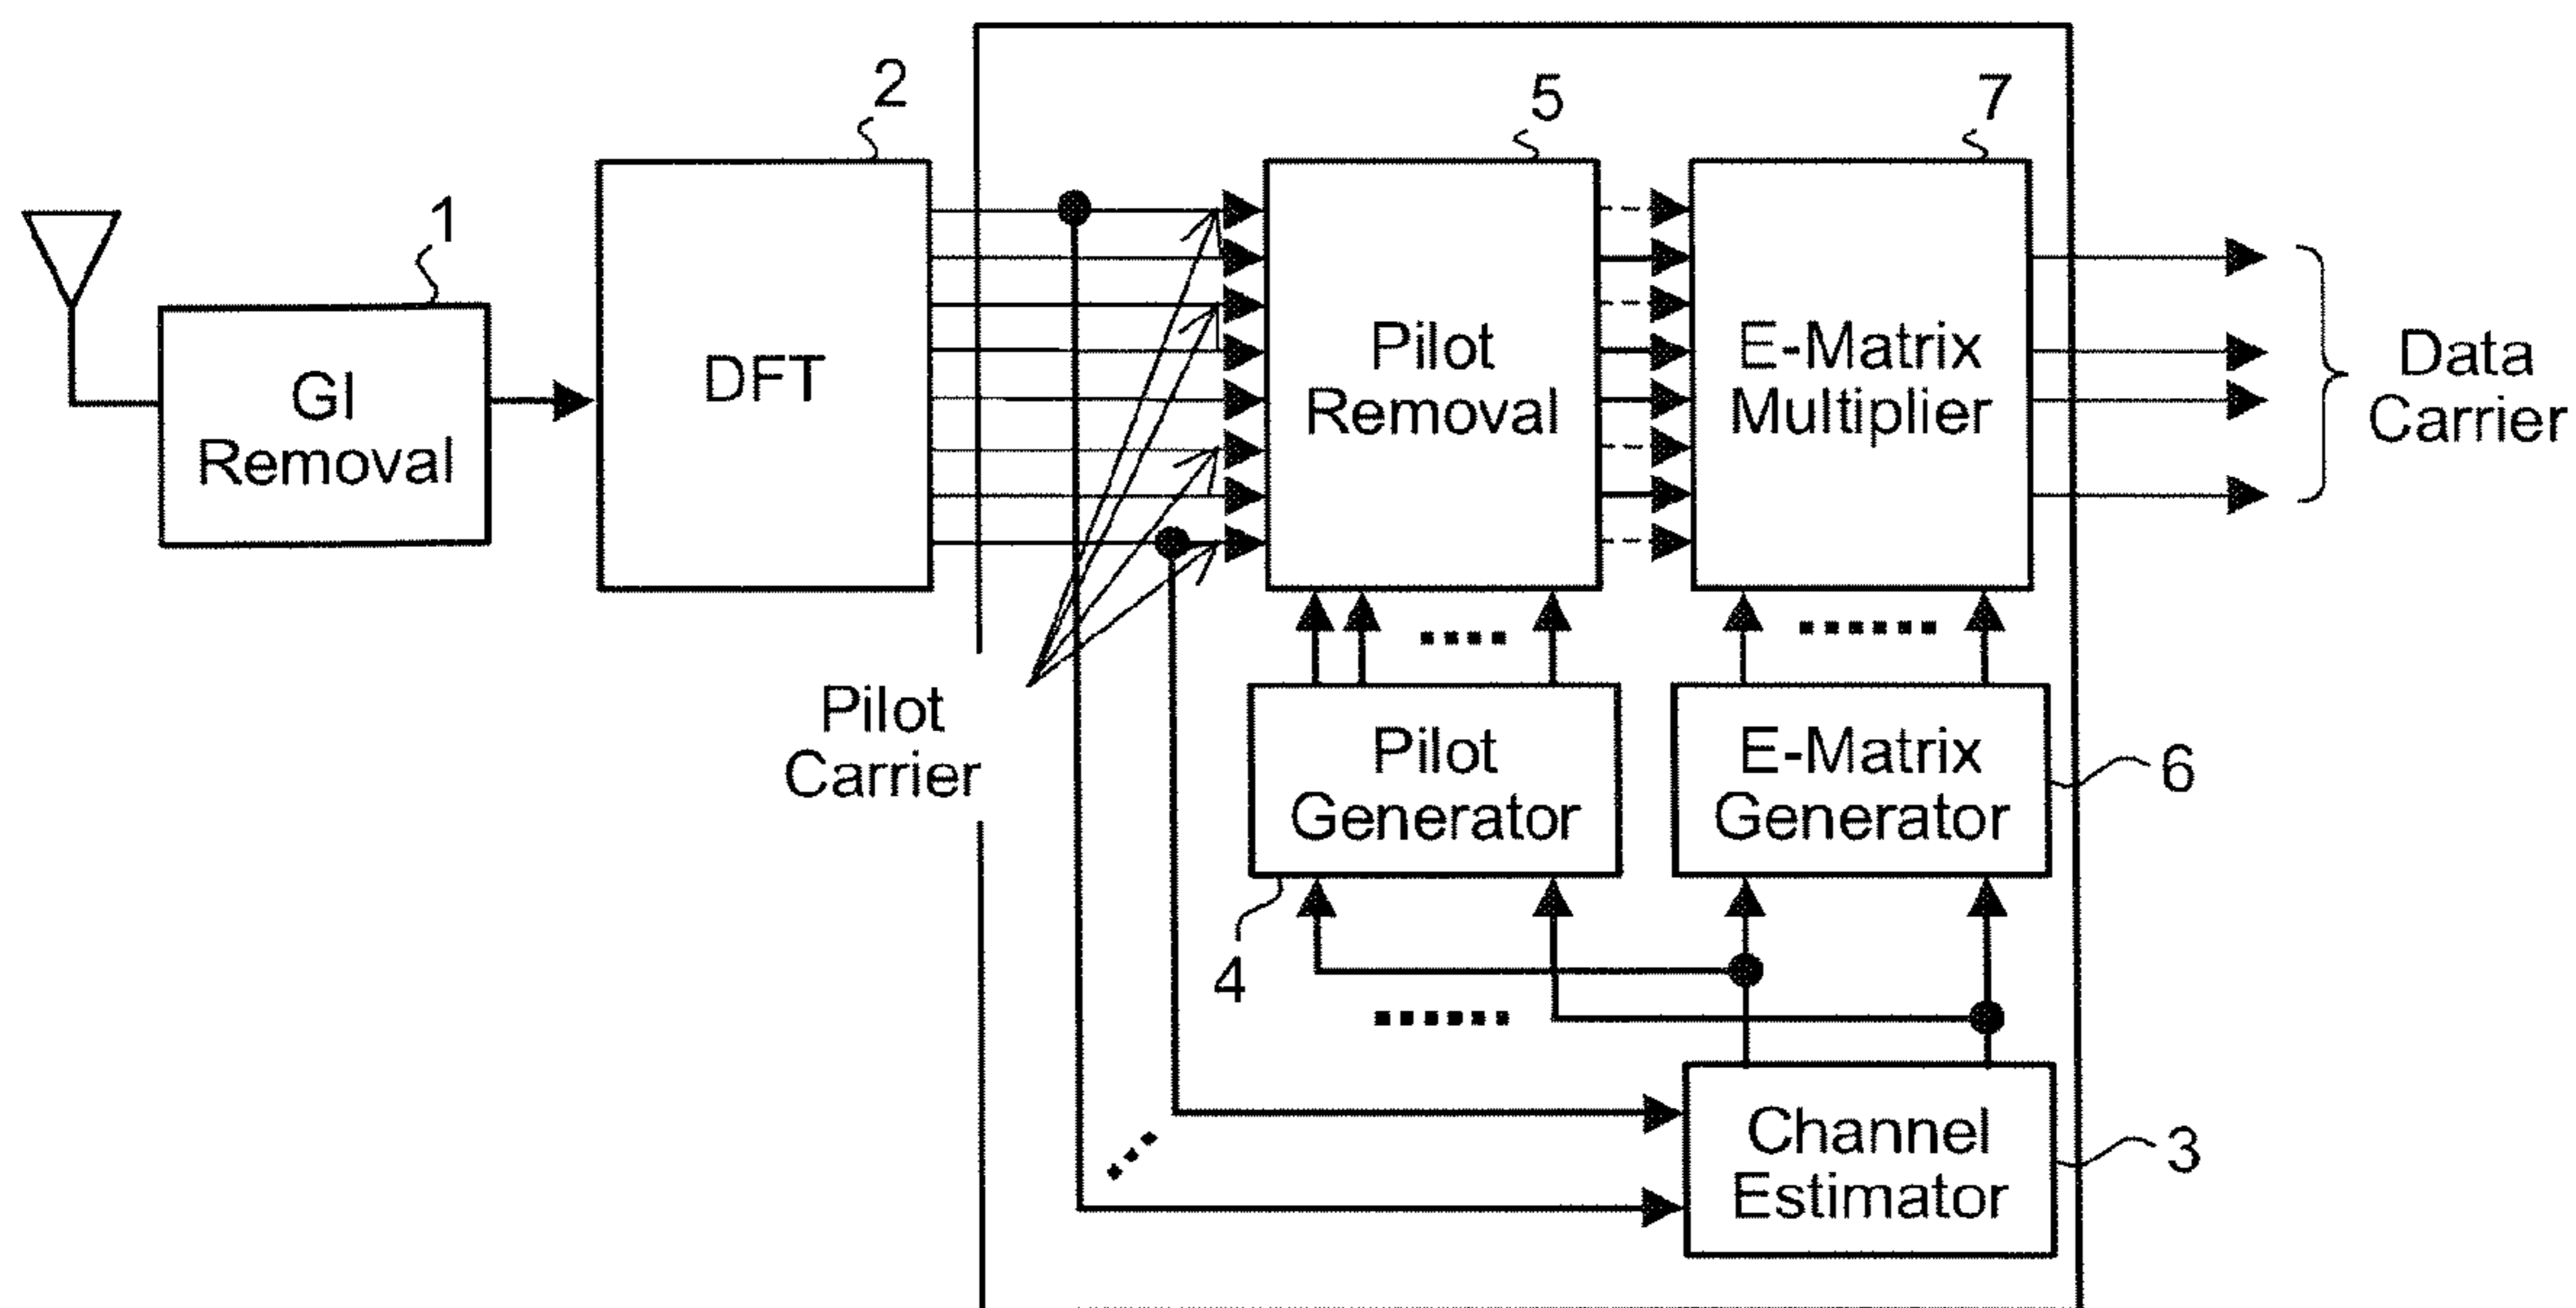 1
GI
Removal
2
DFT
5
Pilot
Removal
7
E-Matrix
Multiplier
Data
Carrier
Pilot
Carrier
Pilot
Generator
4
E-Matrix
Generator
6
Channel
Estimator
3